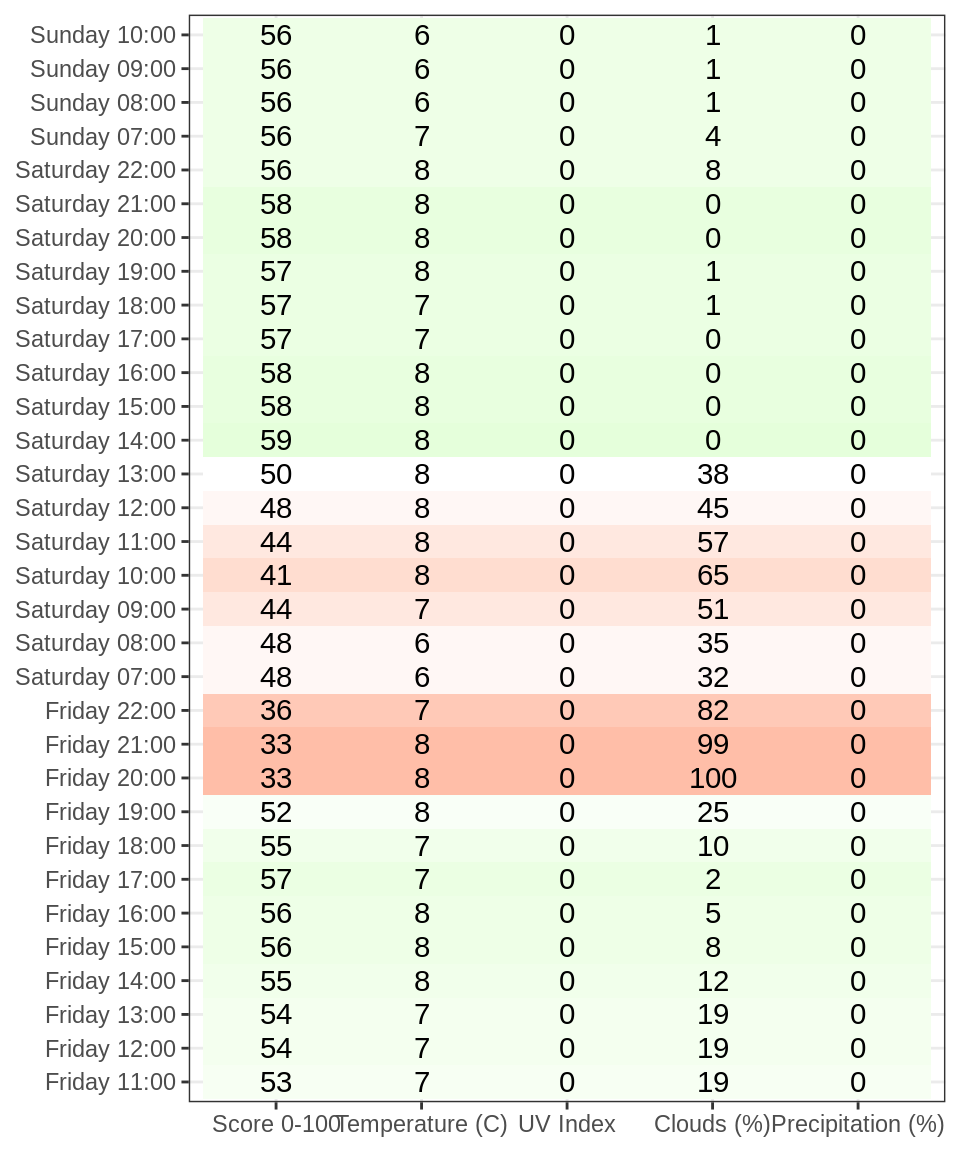 Sunday 10:00 56 6 0 1 0
Sunday 09:00 56 6 0 1 0
Sunday 08:00 56 6 0 1 0
Sunday 07:00 56 7 0 4 0
Saturday 22:00 56 8 0 8 0
Saturday 21:00 58 8 0 0 0
Saturday 20:00 58 8 0 0 0
Saturday 19:00 57 8 0 1 0
Saturday 18:00 57 7 0 1 0
Saturday 17:00 57 7 0 0 0
Saturday 16:00 58 8 0 0 0
Saturday 15:00 58 8 0 0 0
Saturday 14:00 59 8 0 0 0
Saturday 13:00 50 8 0 38 0
Saturday 12:00 48 8 0 45 0
Saturday 11:00 44 8 0 57 0
Saturday 10:00 41 8 0 65 0
Saturday 09:00 44 7 0 51 0
Saturday 08:00 48 6 0 35 0
Saturday 07:00 48 6 0 32 0
Friday 22:00 36 7 0 82 0
Friday 21:00 33 8 0 99 0
Friday 20:00 33 8 0 100 0
Friday 19:00 52 8 0 25 0
Friday 18:00 55 7 0 10 0
Friday 17:00 57 7 0 2 0
Friday 16:00 56 8 0 5 0
Friday 15:00 56 8 0 8 0
Friday 14:00 55 8 0 12 0
Friday 13:00 54 7 0 19 0
Friday 12:00 54 7 0 19 0
Friday 11:00 53 7 0 19 0
Score 0-100 Temperature (C) UV Index Clouds (%) Precipitation (%)